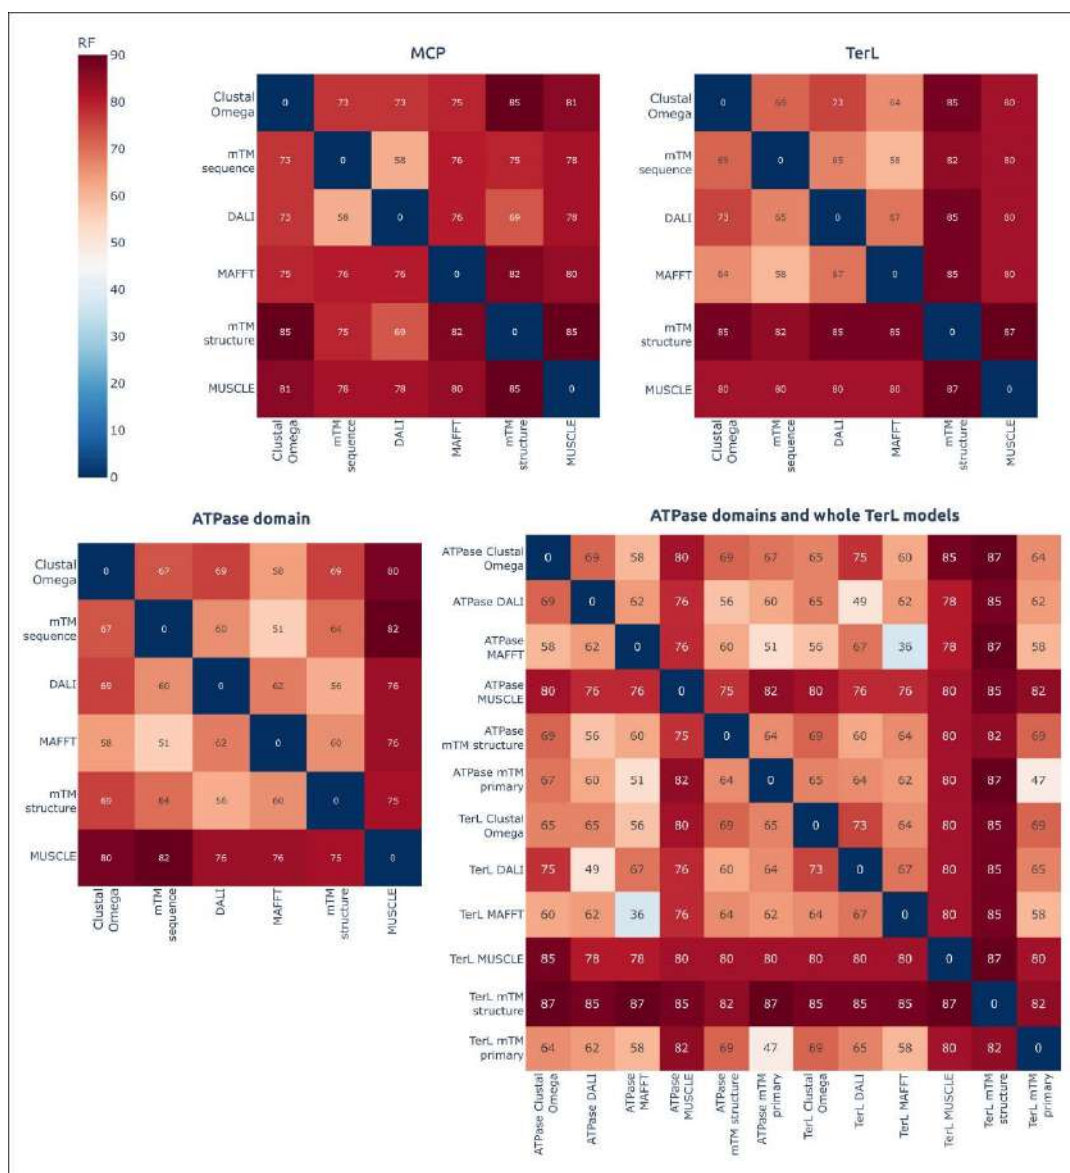 RF
90
80
70
60
50
40
30
20
10
0
MCP
Clustal
Omega
0 73 73 75 85 81
mTM
sequence
73 0 58 76 75 78
DALI
73 58 0 76 69 78
MAFFT
75 76 76 0 82 80
mTM
structure
85 75 69 82 0 85
MUSCLE
81 78 78 80 85 0
Clustal
Omega
mTM
sequence
DALI
MAFFT
mTM
structure
MUSCLE
TerL
Clustal
Omega
0 69 73 64 85 80
mTM
sequence
69 0 65 58 82 80
DALI
73 65 0 67 85 80
MAFFT
64 58 67 0 85 80
mTM
structure
85 82 85 85 0 87
MUSCLE
80 80 80 80 87 0
Clustal
Omega
mTM
sequence
DALI
MAFFT
mTM
structure
MUSCLE
ATPase domain
Clustal
Omega
0 67 69 58 69 80
mTM
sequence
67 0 60 51 64 82
DALI
69 60 0 62 56 76
MAFFT
58 51 62 0 60 76
mTM
structure
69 64 56 60 0 75
MUSCLE
80 82 76 76 75 0
Clustal
Omega
mTM
sequence
DALI
MAFFT
mTM
structure
MUSCLE
ATPase domains and whole TerL models
ATPase Clustal
Omega
0 69 58 80 69 67 65 75 60 85 87 64
ATPase DALI
69 0 62 76 56 60 65 49 62 78 85 62
ATPase
MAFFT
58 62 0 76 60 51 56 67 36 78 87 58
ATPase
MUSCLE
80 76 76 0 75 82 80 76 76 80 85 82
ATPase
mTM structure
69 56 60 75 0 64 69 60 64 80 82 69
ATPase mTM
primary
67 60 51 82 64 0 65 64 62 80 87 47
TerL Clustal
Omega
65 65 56 80 69 65 0 73 64 80 85 69
TerL DALI
75 49 67 76 60 64 73 0 67 80 85 65
TerL MAFFT
60 62 36 76 64 62 64 67 0 80 85 58
TerL MUSCLE
85 78 78 80 80 80 80 80 80 0 87 80
TerL mTM
structure
87 85 87 85 82 87 85 85 85 87 0 82
TerL mTM
primary
64 62 58 82 69 47 69 65 58 80 82 0
ATPase Clustal
Omega
ATPase DALI
ATPase
MAFFT
ATPase
MUSCLE
ATPase
mTM structure
ATPase mTM
primary
TerL Clustal
Omega
TerL DALI
TerL MAFFT
TerL MUSCLE
TerL mTM
structure
TerL mTM
primary